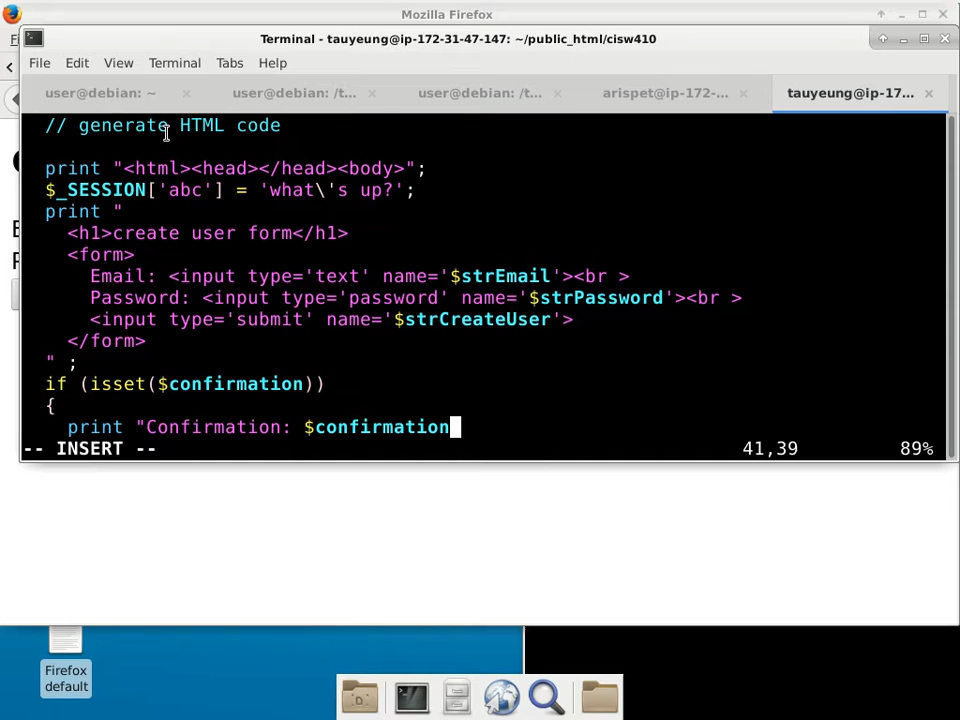 Mozilla Firefox
Terminal - tauyeung@ip-172-31-47-147: ~/public_html/cisw410
File Edit View Terminal Tabs Help
user@debian: ~ user@debian: /t... user@debian: /t... arispet@ip-172-... tauyeung@ip-17...
// generate HTML code
print "<html><head></head><body>";
$_SESSION['abc'] = 'what\'s up?';
print "
<h1>create user form</h1>
<form>
Email: <input type='text' name='$strEmail'><br >
Password: <input type='password' name='$strPassword'><br >
<input type='submit' name='$strCreateUser'>
</form>
" ;
if (isset($confirmation))
{
print "Confirmation: $confirmation
-- INSERT -- 41,39 89%
Firefox
default